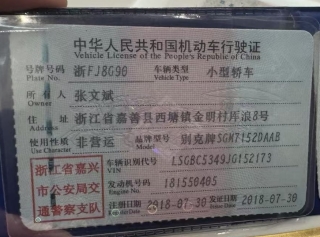 中华人民共和国机动车行驶证
Vehicle License of the People's Republic of China
号牌号码 浙FJ8G90 车辆类型 小型轿车
Plate No. Vehicle Type
所有人 张文斌
Owner
住址 浙江省嘉善县西塘镇金明村库浪8号
Address
使用性质 非营运 品牌型号 别克牌SGM7152DAAB
Use Character Model
浙江省嘉兴市公安局交通警察支队
车辆识别代号 LSGBC5349JG152173
VIN
发动机号码 181550405
Engine No.
注册日期 2018-07-30 发证日期 2018-07-30
Register Date Issue Date